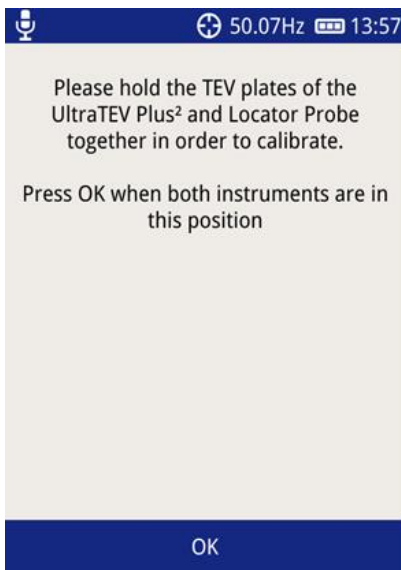 50.07Hz 13:57
Please hold the TEV plates of the
UltraTEV Plus² and Locator Probe
together in order to calibrate.
Press OK when both instruments are in
this position
OK